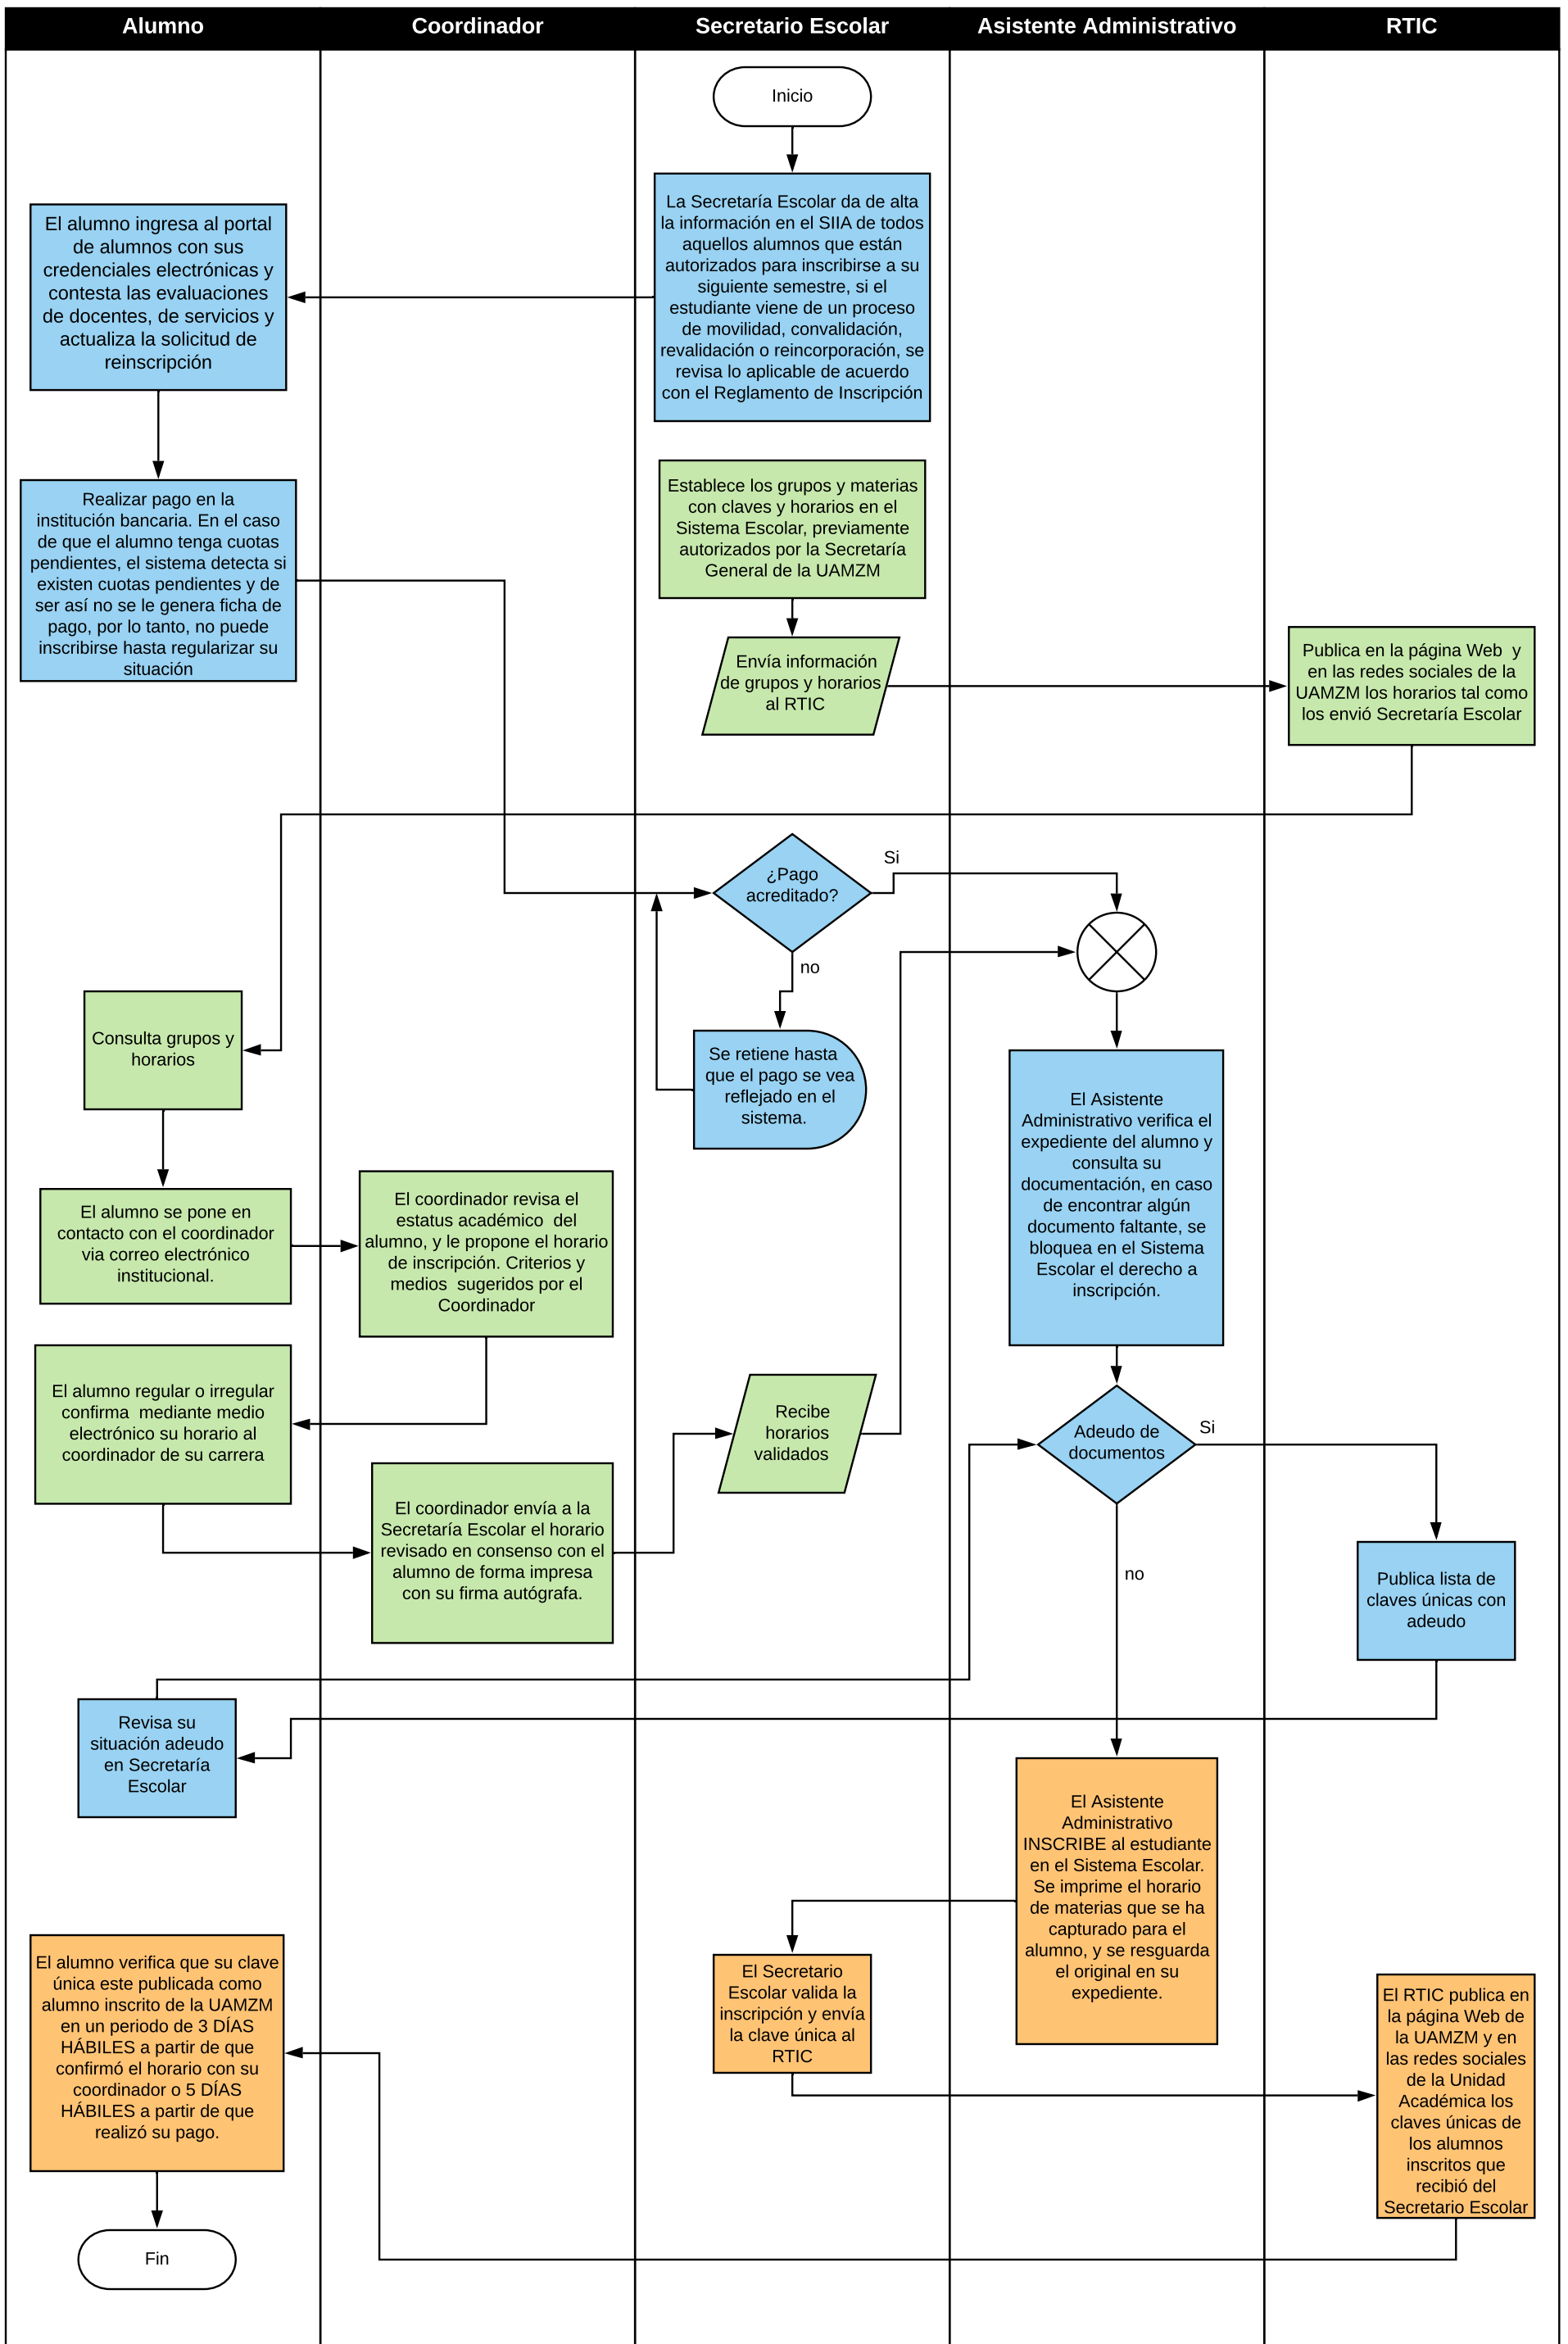 Alumno
Coordinador
Secretario Escolar
Asistente Administrativo
RTIC
Inicio
La Secretaría Escolar da de alta
la información en el SIIA de todos
aquellos alumnos que están
autorizados para inscribirse a su
siguiente semestre, si el
estudiante viene de un proceso
de movilidad, convalidación,
revalidación o reincorporación, se
revisa lo aplicable de acuerdo
con el Reglamento de Inscripción
El alumno ingresa al portal
de alumnos con sus
credenciales electrónicas y
contesta las evaluaciones
de docentes, de servicios y
actualiza la solicitud de
reinscripción
Realizar pago en la
institución bancaria. En el caso
de que el alumno tenga cuotas
pendientes, el sistema detecta si
existen cuotas pendientes y de
ser así no se le genera ficha de
pago, por lo tanto, no puede
inscribirse hasta regularizar su
situación
Establece los grupos y materias
con claves y horarios en el
Sistema Escolar, previamente
autorizados por la Secretaría
General de la UAMZM
Envía información
de grupos y horarios
al RTIC
Publica en la página Web y
en las redes sociales de la
UAMZM los horarios tal como
los envió Secretaría Escolar
¿Pago
acreditado?
Si
no
Se retiene hasta
que el pago se vea
reflejado en el
sistema.
Consulta grupos y
horarios
El alumno se pone en
contacto con el coordinador
via correo electrónico
institucional.
El coordinador revisa el
estatus académico del
alumno, y le propone el horario
de inscripción. Criterios y
medios sugeridos por el
Coordinador
El Asistente
Administrativo verifica el
expediente del alumno y
consulta su
documentación, en caso
de encontrar algún
documento faltante, se
bloquea en el Sistema
Escolar el derecho a
inscripción.
El alumno regular o irregular
confirma mediante medio
electrónico su horario al
coordinador de su carrera
El coordinador envía a la
Secretaría Escolar el horario
revisado en consenso con el
alumno de forma impresa
con su firma autógrafa.
Recibe
horarios
validados
Adeudo de
documentos
Si
no
Publica lista de
claves únicas con
adeudo
Revisa su
situación adeudo
en Secretaría
Escolar
El Asistente
Administrativo
INSCRIBE al estudiante
en el Sistema Escolar.
Se imprime el horario
de materias que se ha
capturado para el
alumno, y se resguarda
el original en su
expediente.
El Secretario
Escolar valida la
inscripción y envía
la clave única al
RTIC
El RTIC publica en
la página Web de
la UAMZM y en
las redes sociales
de la Unidad
Académica los
claves únicas de
los alumnos
inscritos que
recibió del
Secretario Escolar
El alumno verifica que su clave
única este publicada como
alumno inscrito de la UAMZM
en un periodo de 3 DÍAS
HÁBILES a partir de que
confirmó el horario con su
coordinador o 5 DÍAS
HÁBILES a partir de que
realizó su pago.
Fin